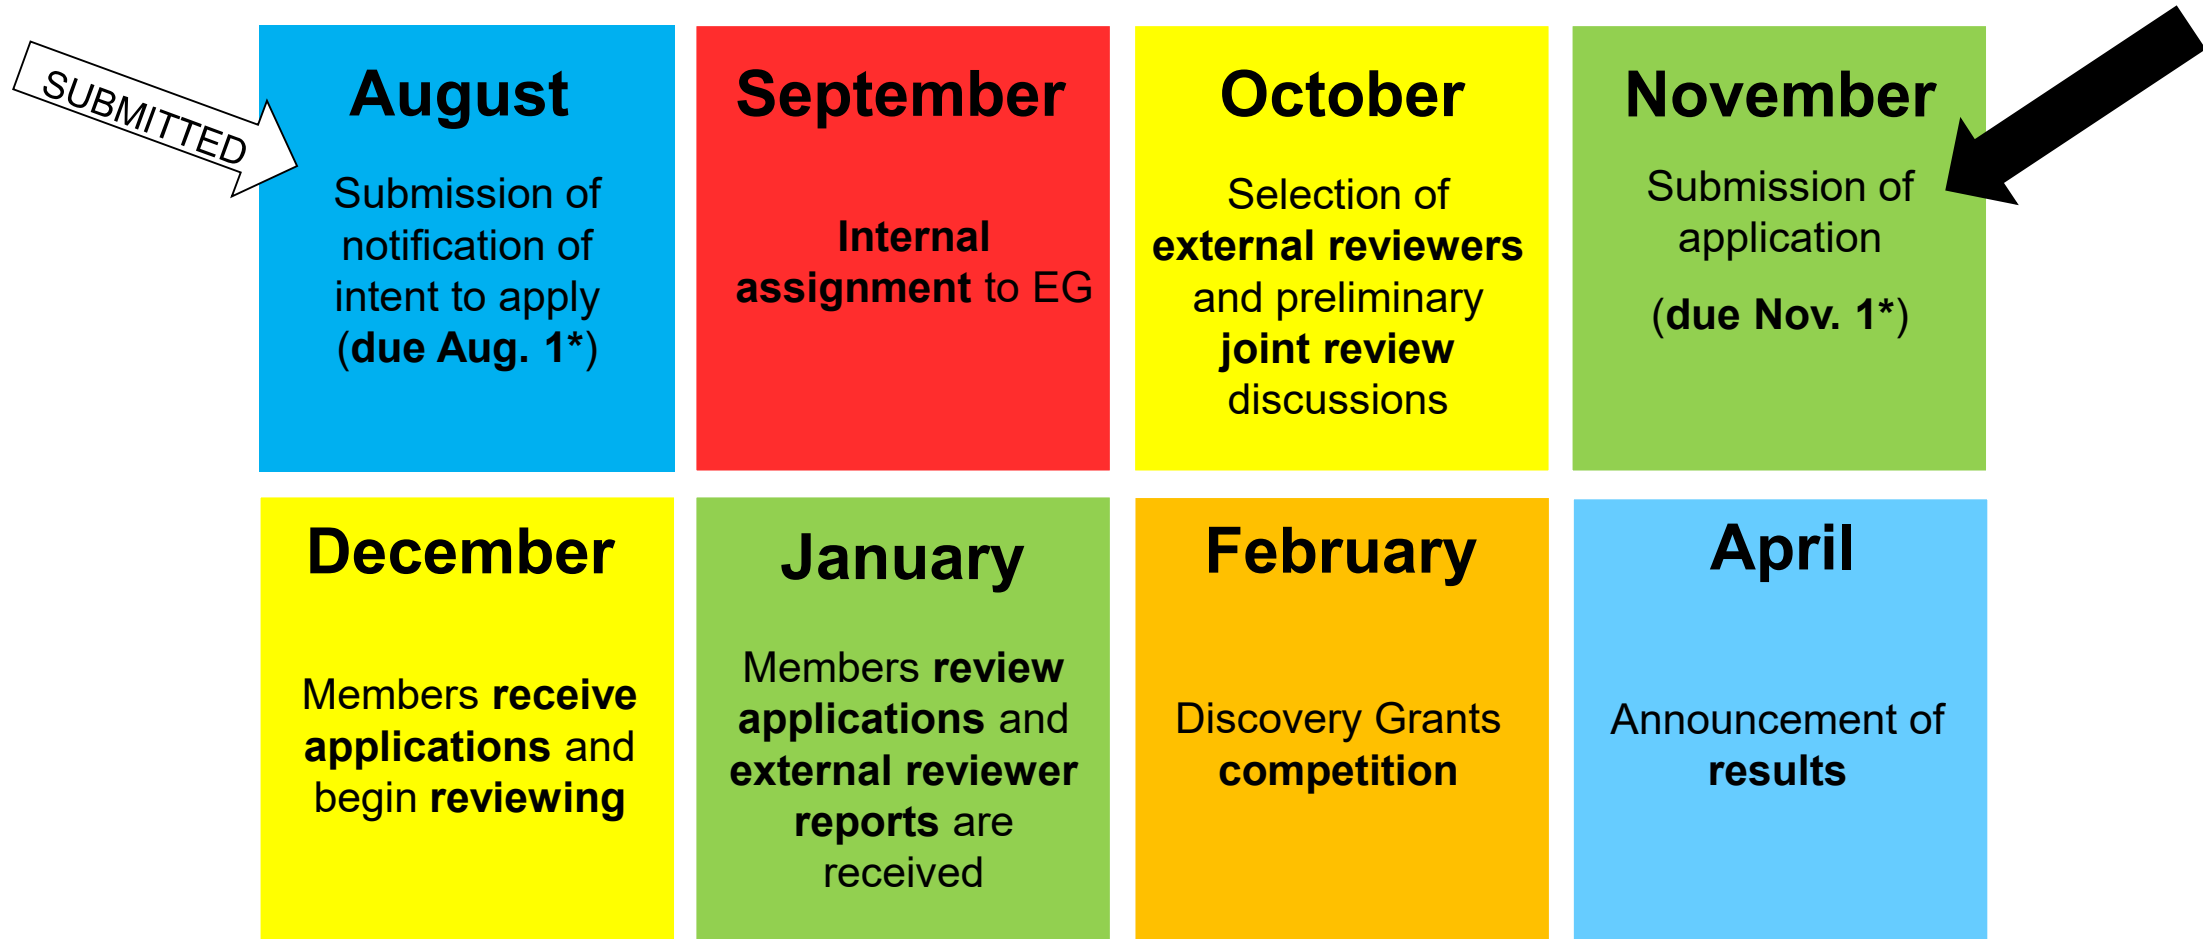 SUBMITTED
August
Submission of
notification of
intent to apply
(due Aug. 1*)
September
Internal
assignment to EG
October
Selection of
external reviewers
and preliminary
joint review
discussions
November
Submission of
application
(due Nov. 1*)
December
Members receive
applications and
begin reviewing
January
Members review
applications and
external reviewer
reports are
received
February
Discovery Grants
competition
April
Announcement of
results